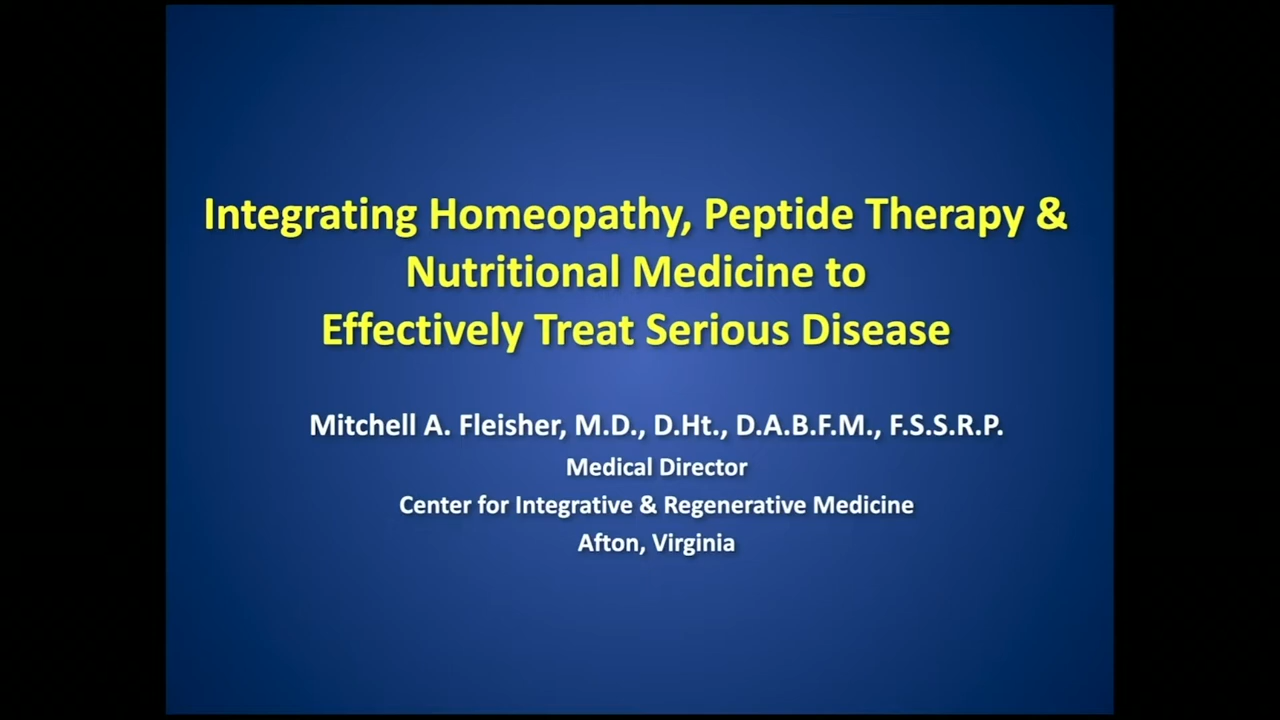 Integrating Homeopathy, Peptide Therapy &
Nutritional Medicine to
Effectively Treat Serious Disease
Mitchell A. Fleisher, M.D., D.Ht., D.A.B.F.M., F.S.S.R.P.
Medical Director
Center for Integrative & Regenerative Medicine
Afton, Virginia